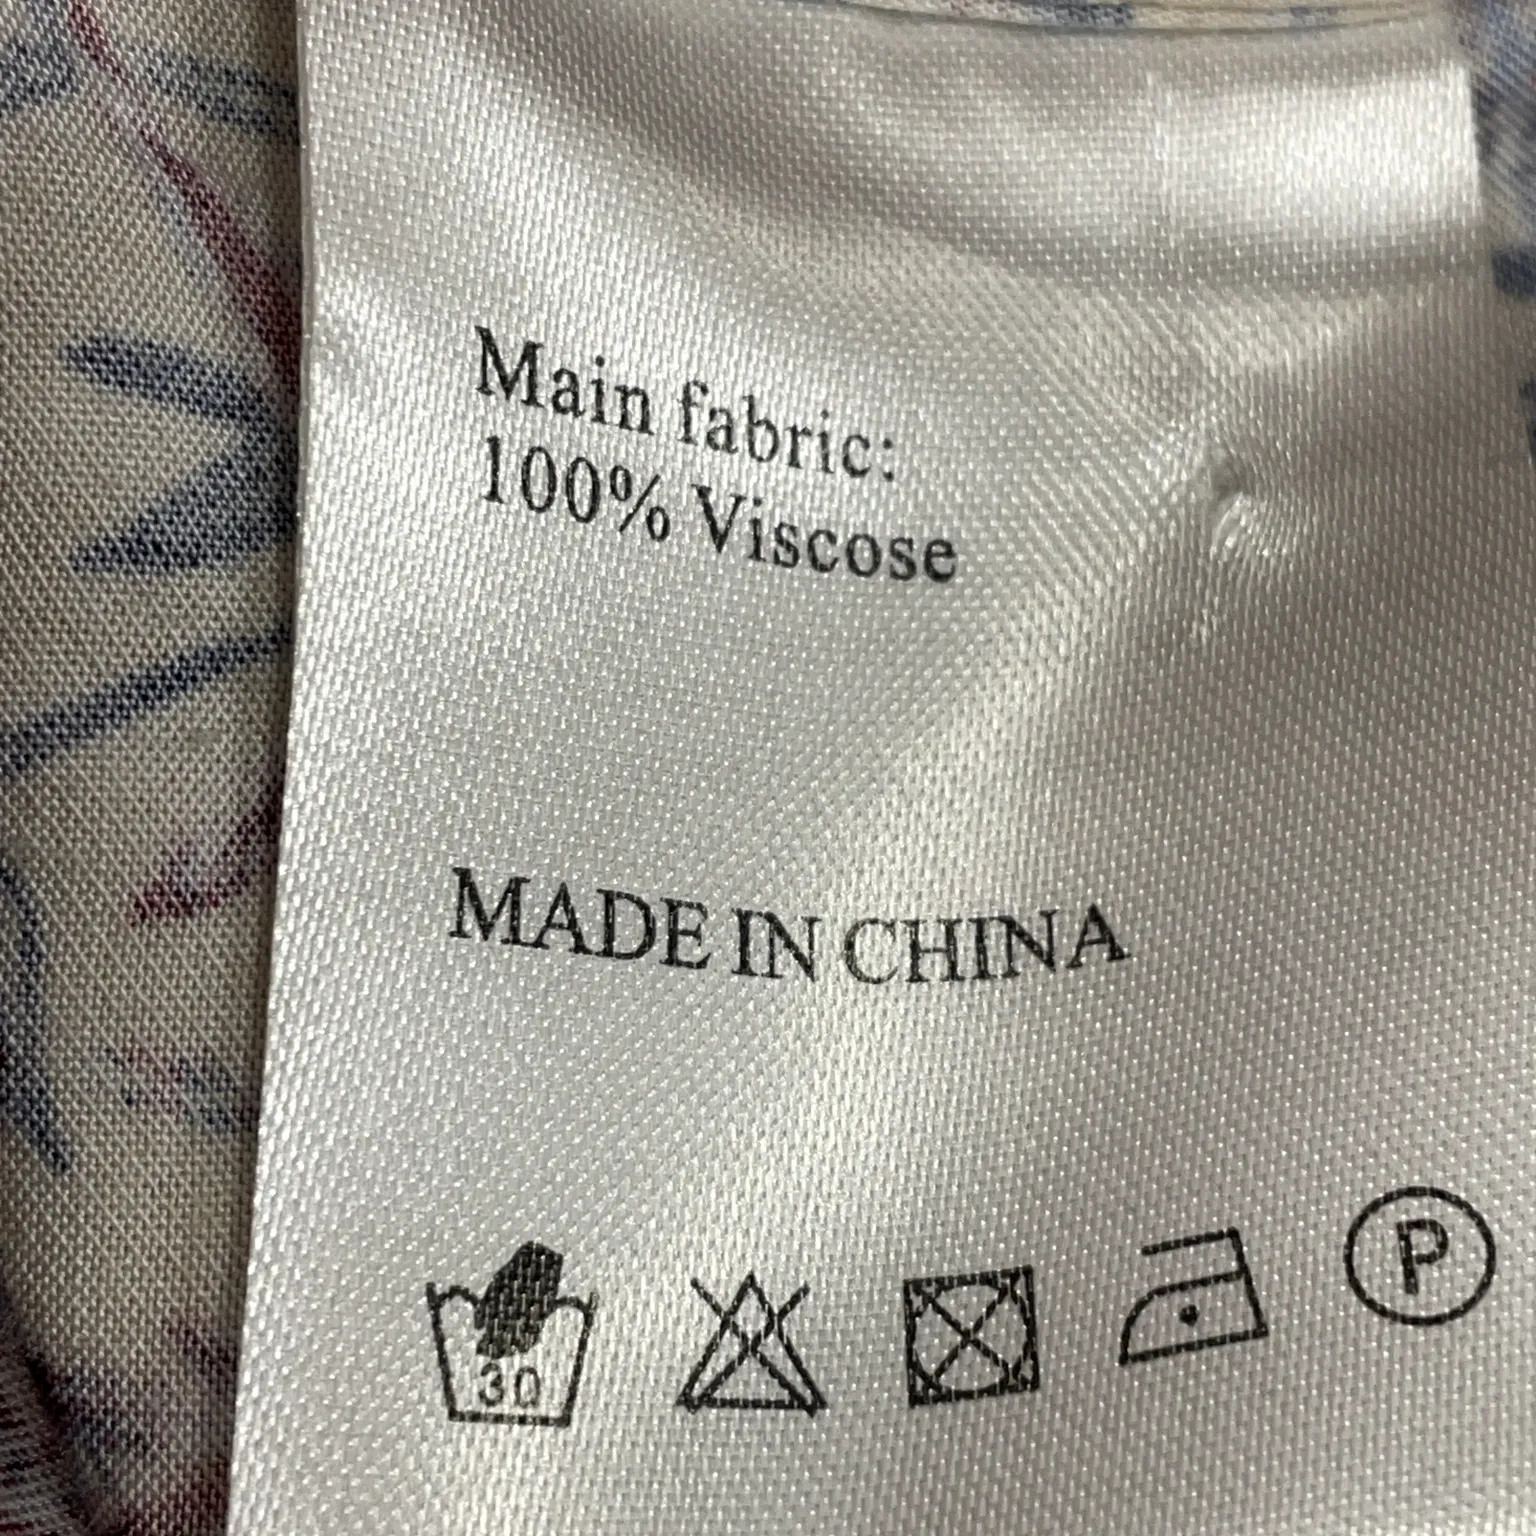 Main fabric:
100% Viscose
MADE IN CHINA
30
P